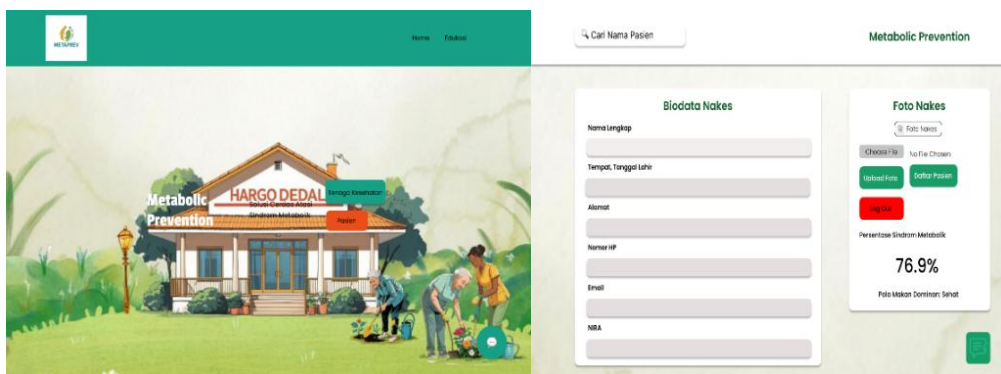 METAPREV
Home Edukasi
HARGO DEDAL
Metabolic
Prevention
Solusi Cerdas Atasi
Sindrom Metabolik
Tenaga Kesehatan
Pasien
Cari Nama Pasien
Metabolic Prevention
Biodata Nakes
Nama Lengkap
Tempat, Tanggal Lahir
Alamat
Nomor HP
Email
NIRA
Foto Nakes
Foto Nakes
Choose File No File Chosen
Upload Foto Daftar Pasien
Log Out
Persentase Sindrom Metabolik
76.9%
Pola Makan Dominan: Sehat